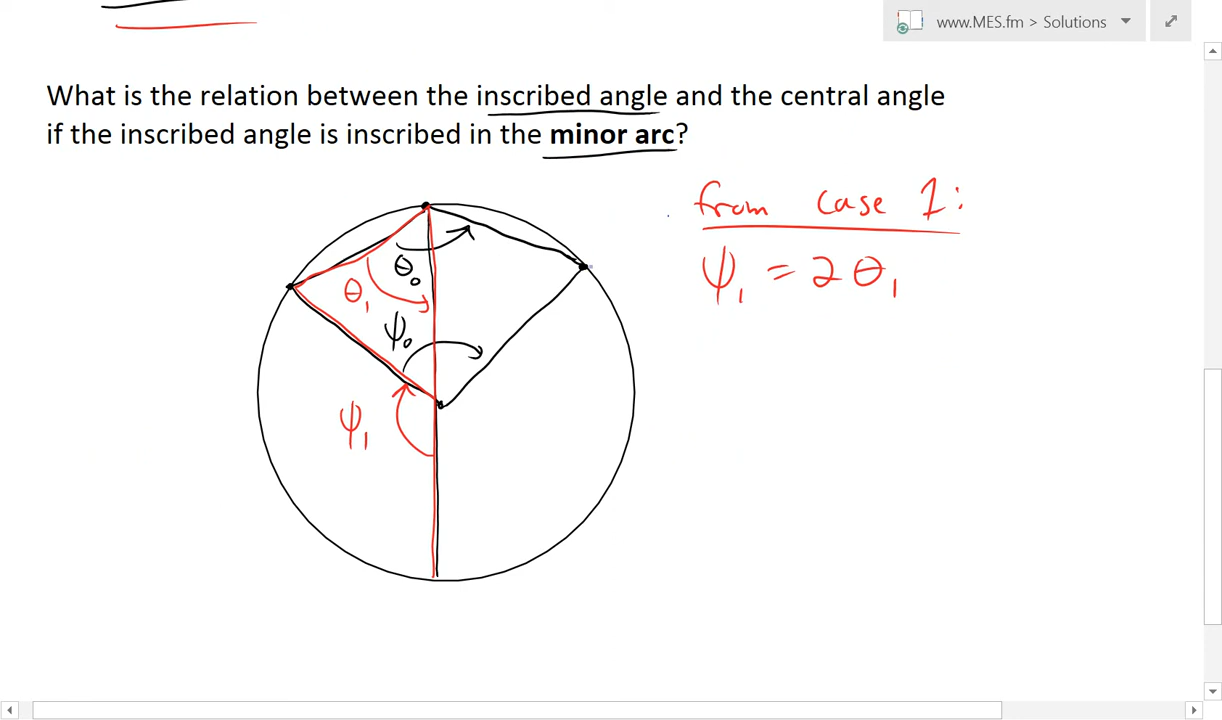 www.MES.fm > Solutions
What is the relation between the inscribed angle and the central angle
if the inscribed angle is inscribed in the minor arc?
from case 1:
ψ₁ = 2θ₁
θ₀
θ₁
ψ₀
ψ₁